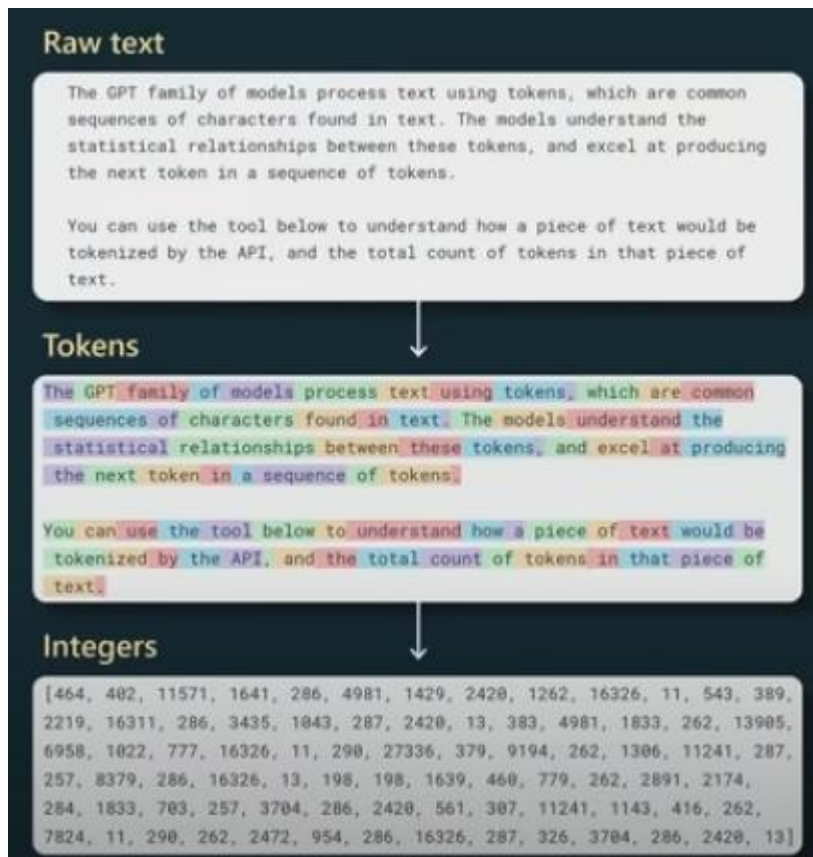 Raw text
The GPT family of models process text using tokens, which are common
sequences of characters found in text. The models understand the
statistical relationships between these tokens, and excel at producing
the next token in a sequence of tokens.
You can use the tool below to understand how a piece of text would be
tokenized by the API, and the total count of tokens in that piece of
text.
Tokens
The GPT family of models process text using tokens, which are common
sequences of characters found in text. The models understand the
statistical relationships between these tokens, and excel at producing
the next token in a sequence of tokens.
You can use the tool below to understand how a piece of text would be
tokenized by the API, and the total count of tokens in that piece of
text.
Integers
[464, 402, 11571, 1641, 286, 4981, 1429, 2420, 1262, 16326, 11, 543, 389,
2219, 16311, 286, 3435, 1043, 287, 2420, 13, 383, 4981, 1833, 262, 13905,
6958, 1022, 777, 16326, 11, 290, 27336, 379, 9194, 262, 1306, 11241, 287,
257, 8379, 286, 16326, 13, 198, 198, 1639, 460, 779, 262, 2891, 2174,
284, 1833, 703, 257, 3704, 286, 2420, 561, 307, 11241, 1143, 416, 262,
7824, 11, 290, 262, 2472, 954, 286, 16326, 287, 326, 3704, 286, 2420, 13]